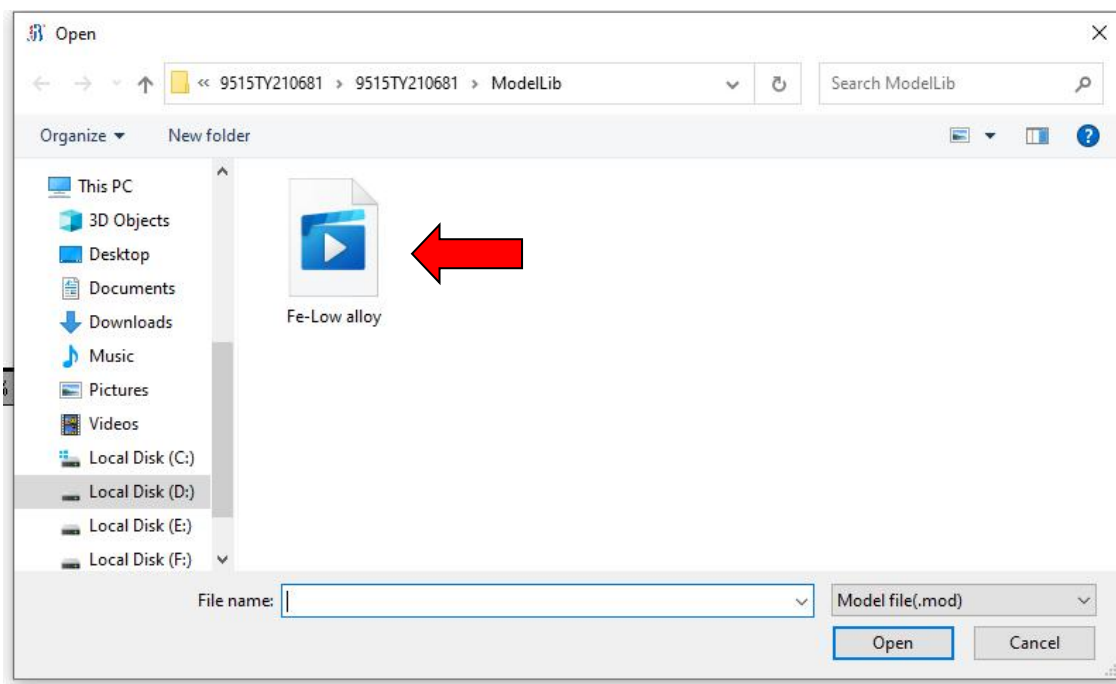 Open
« 9515TY210681 › 9515TY210681 › ModelLib
Search ModelLib
Organize
New folder
This PC
3D Objects
Desktop
Documents
Downloads
Music
Pictures
Videos
Local Disk (C:)
Local Disk (D:)
Local Disk (E:)
Local Disk (F:)
Fe-Low alloy
File name:
Model file(.mod)
Open
Cancel